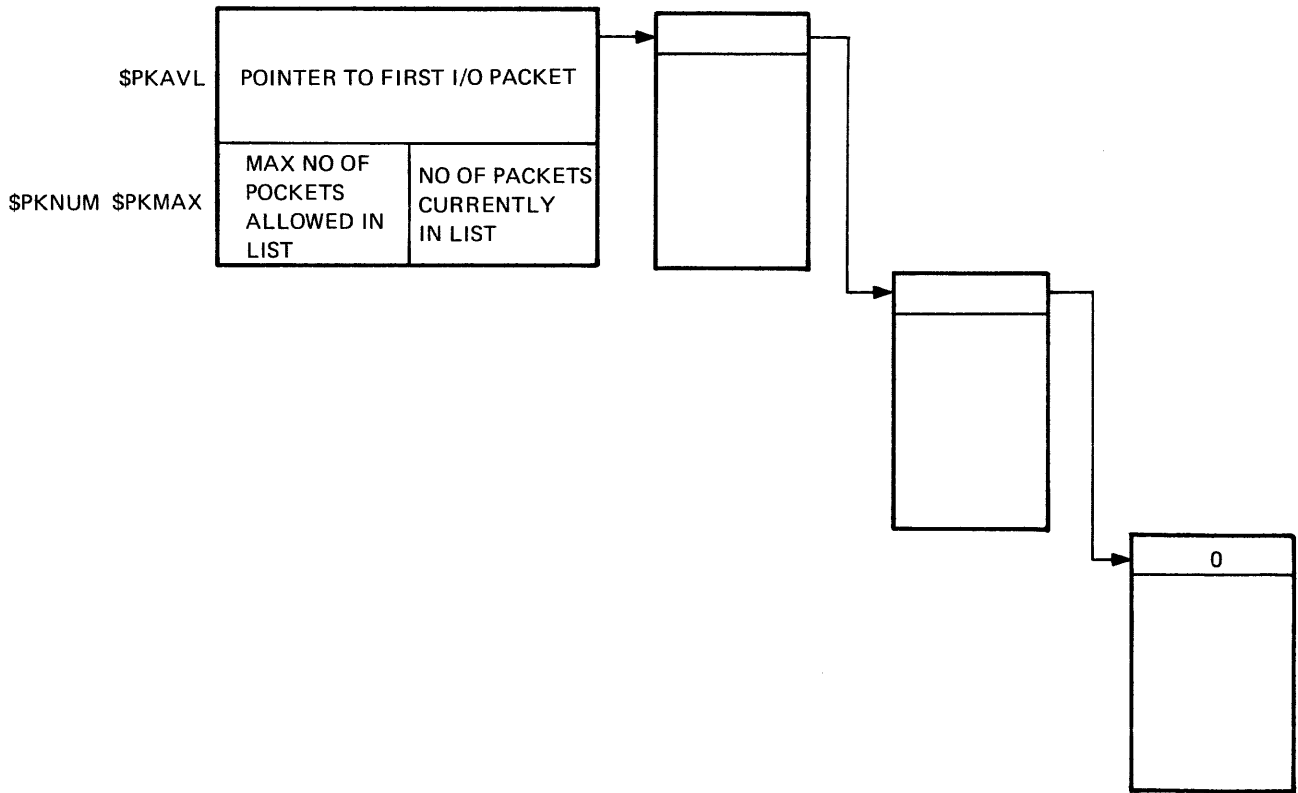 $PKAVL
POINTER TO FIRST I/O PACKET
$PKNUM $PKMAX
MAX NO OF
POCKETS
ALLOWED IN
LIST
NO OF PACKETS
CURRENTLY
IN LIST
0